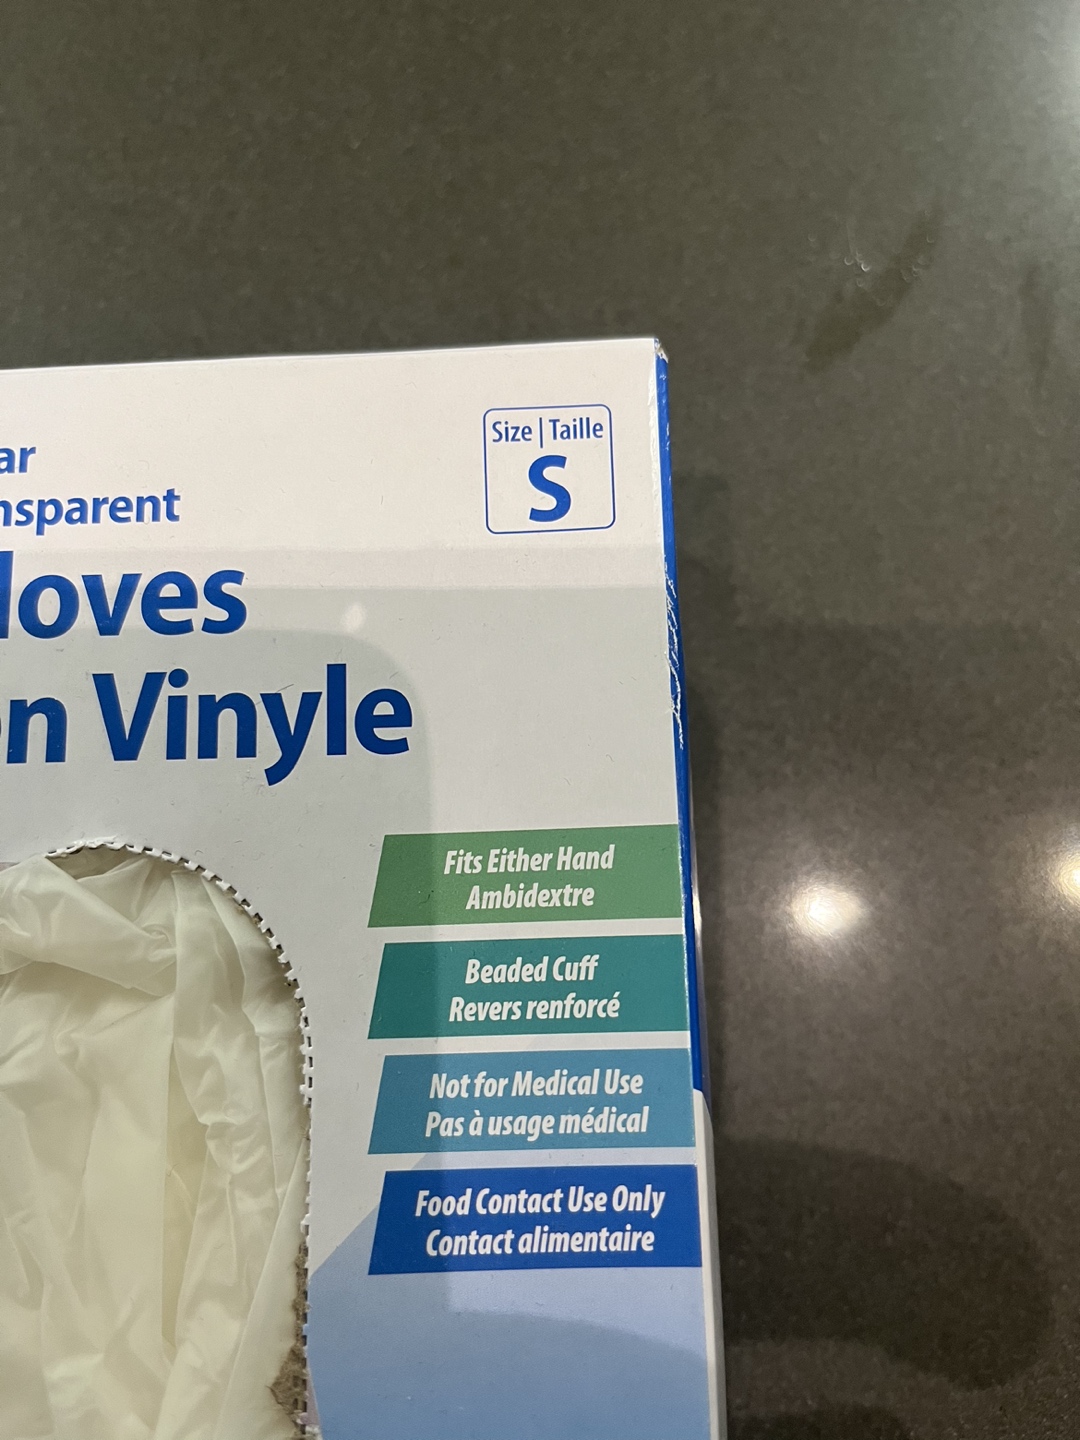 Size | Taille
S
ar
nsparent
loves
en Vinyle
Fits Either Hand
Ambidextre
Beaded Cuff
Revers renforcé
Not for Medical Use
Pas à usage médical
Food Contact Use Only
Contact alimentaire